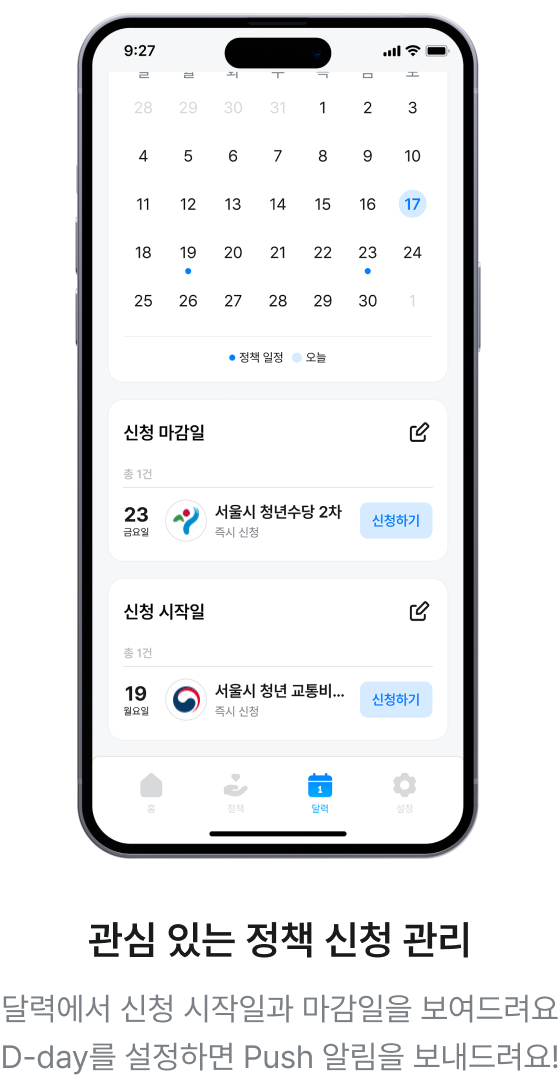 9:27
일 월 화 수 목 금 토
28 29 30 31 1 2 3
4 5 6 7 8 9 10
11 12 13 14 15 16 17
18 19 20 21 22 23 24
25 26 27 28 29 30 1
정책 일정 오늘
신청 마감일
총 1건
23 서울시 청년수당 2차 신청하기
금요일 즉시 신청
신청 시작일
총 1건
19 서울시 청년 교통비... 신청하기
월요일 즉시 신청
1
홈 정책 달력 설정
관심 있는 정책 신청 관리
달력에서 신청 시작일과 마감일을 보여드려요
D-day를 설정하면 Push 알림을 보내드려요!